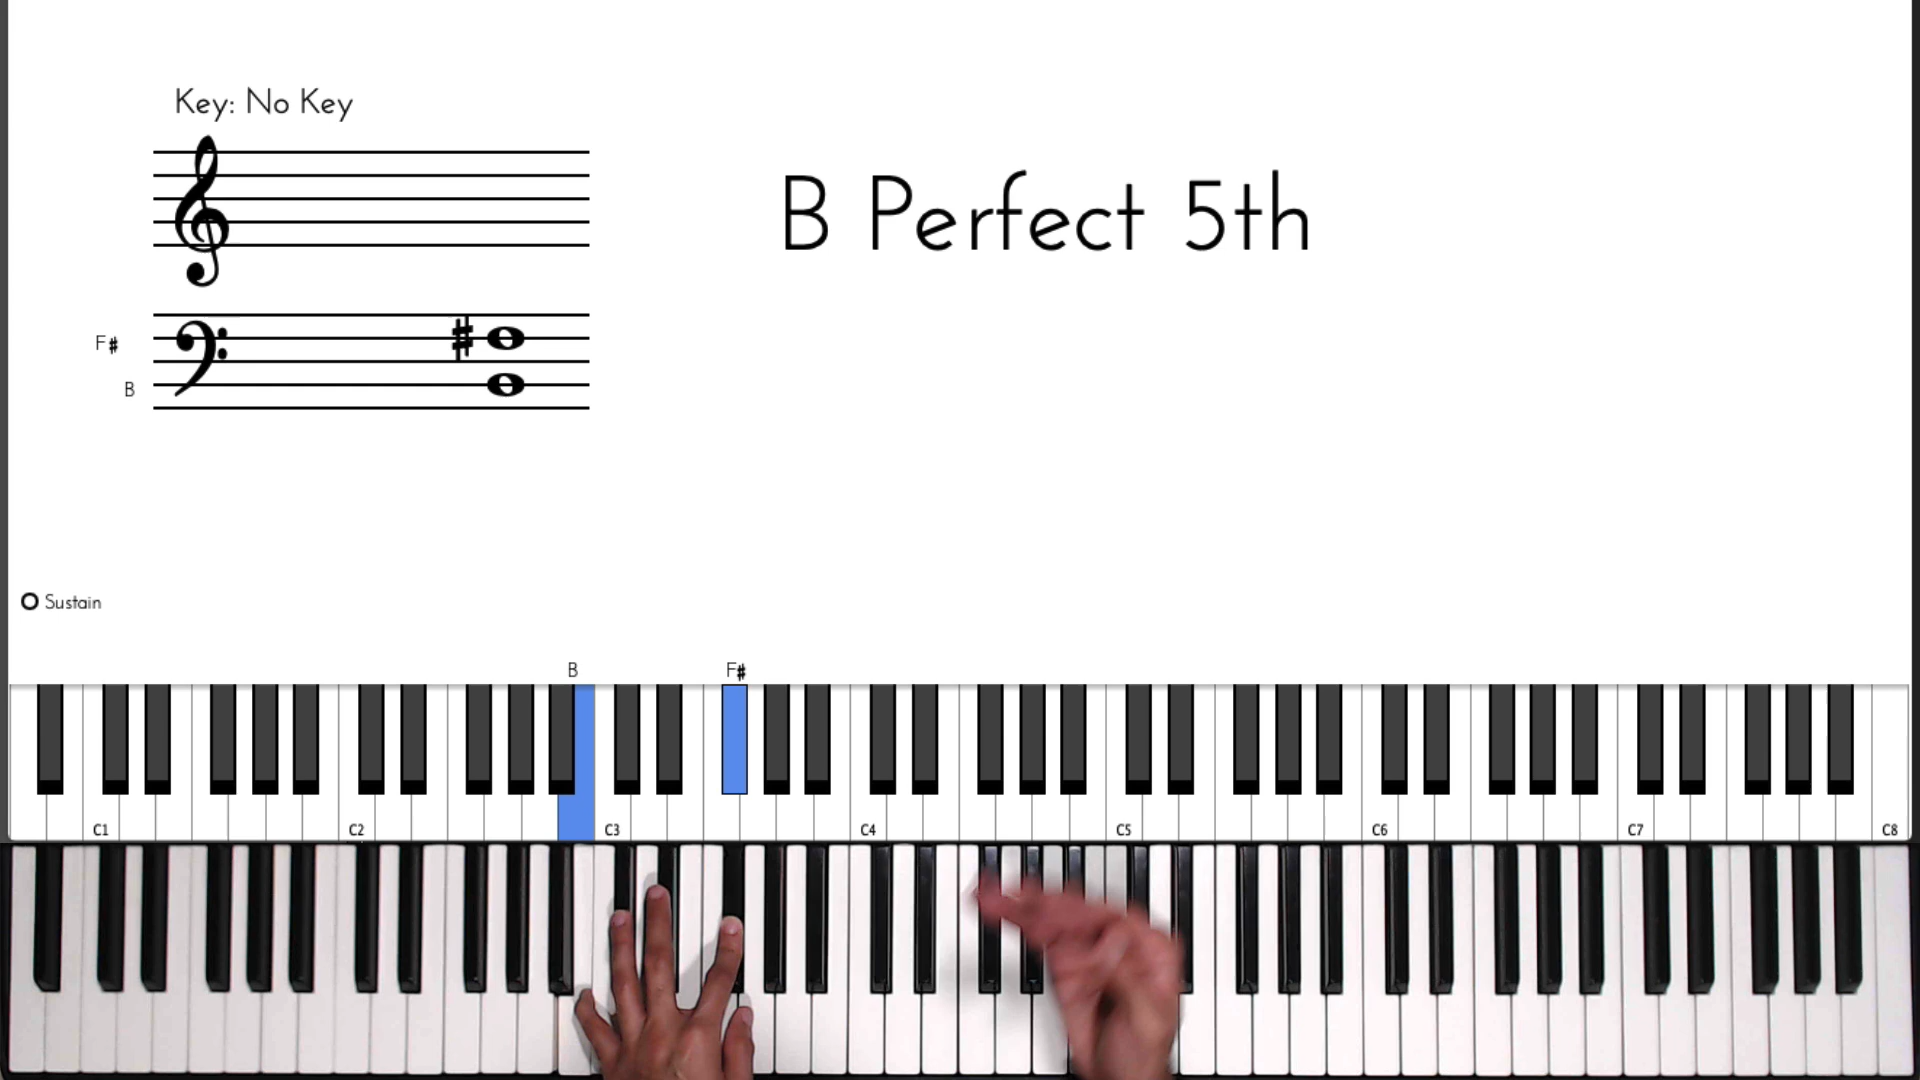 Key: No Key
B Perfect 5th
F#
B
Sustain
B F#
C1 C2 C3 C4 C5 C6 C7 C8